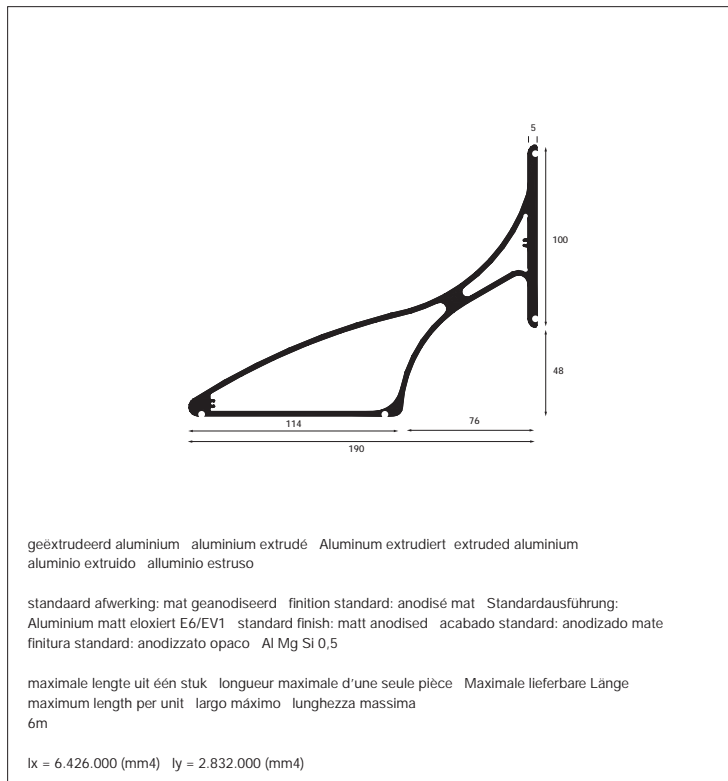 5
100
48
114
76
190
geëxtrudeerd aluminium aluminium extrudé Aluminum extrudiert extruded aluminium
aluminio extruido alluminio estruso
standaard afwerking: mat geanodiseerd finition standard: anodisé mat Standardausführung:
Aluminium matt eloxiert E6/EV1 standard finish: matt anodised acabado standard: anodizado mate
finitura standard: anodizzato opaco Al Mg Si 0,5
maximale lengte uit één stuk longueur maximale d'une seule pièce Maximale lieferbare Länge
maximum length per unit largo máximo lunghezza massima
6m
Ix = 6.426.000 (mm4) Iy = 2.832.000 (mm4)